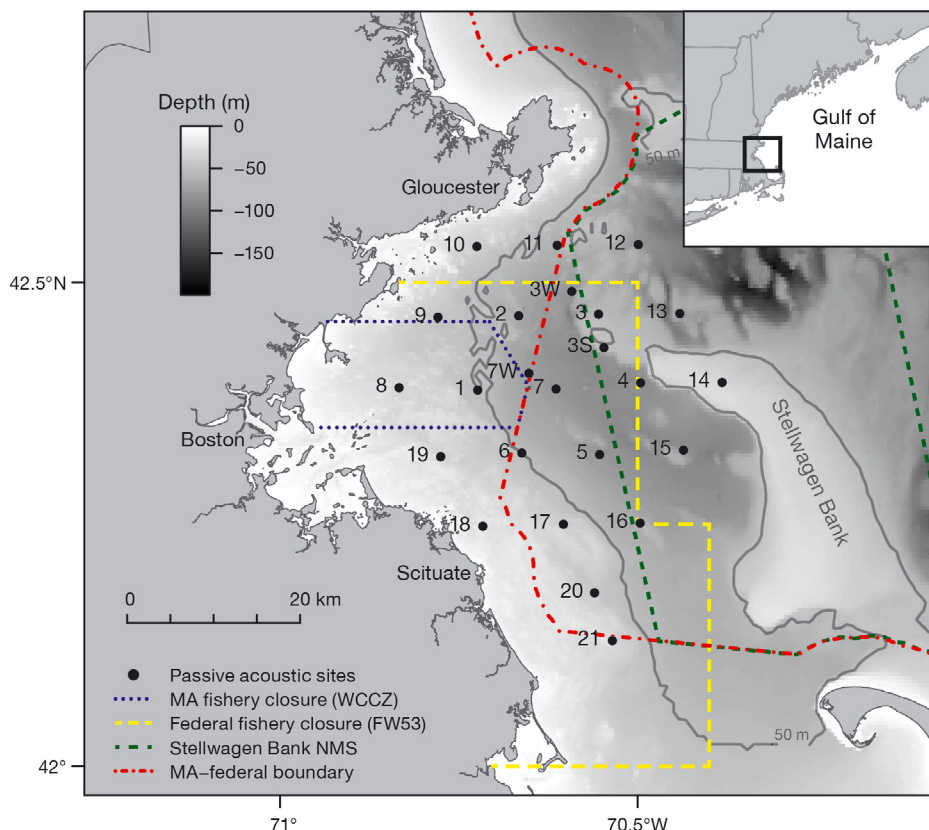 Depth (m)
0
−50
−100
−150
Gulf of
Maine
50 m
Gloucester
10
11
12
42.5°N
3W
9
2
3
13
3S
7W
8
1
7
4
14
Boston
19
6
5
15
Stellwagen Bank
18
17
16
Scituate
0
20 km
20
21
Passive acoustic sites
MA fishery closure (WCCZ)
Federal fishery closure (FW53)
Stellwagen Bank NMS
MA–federal boundary
50 m
42°
71°
70.5°W